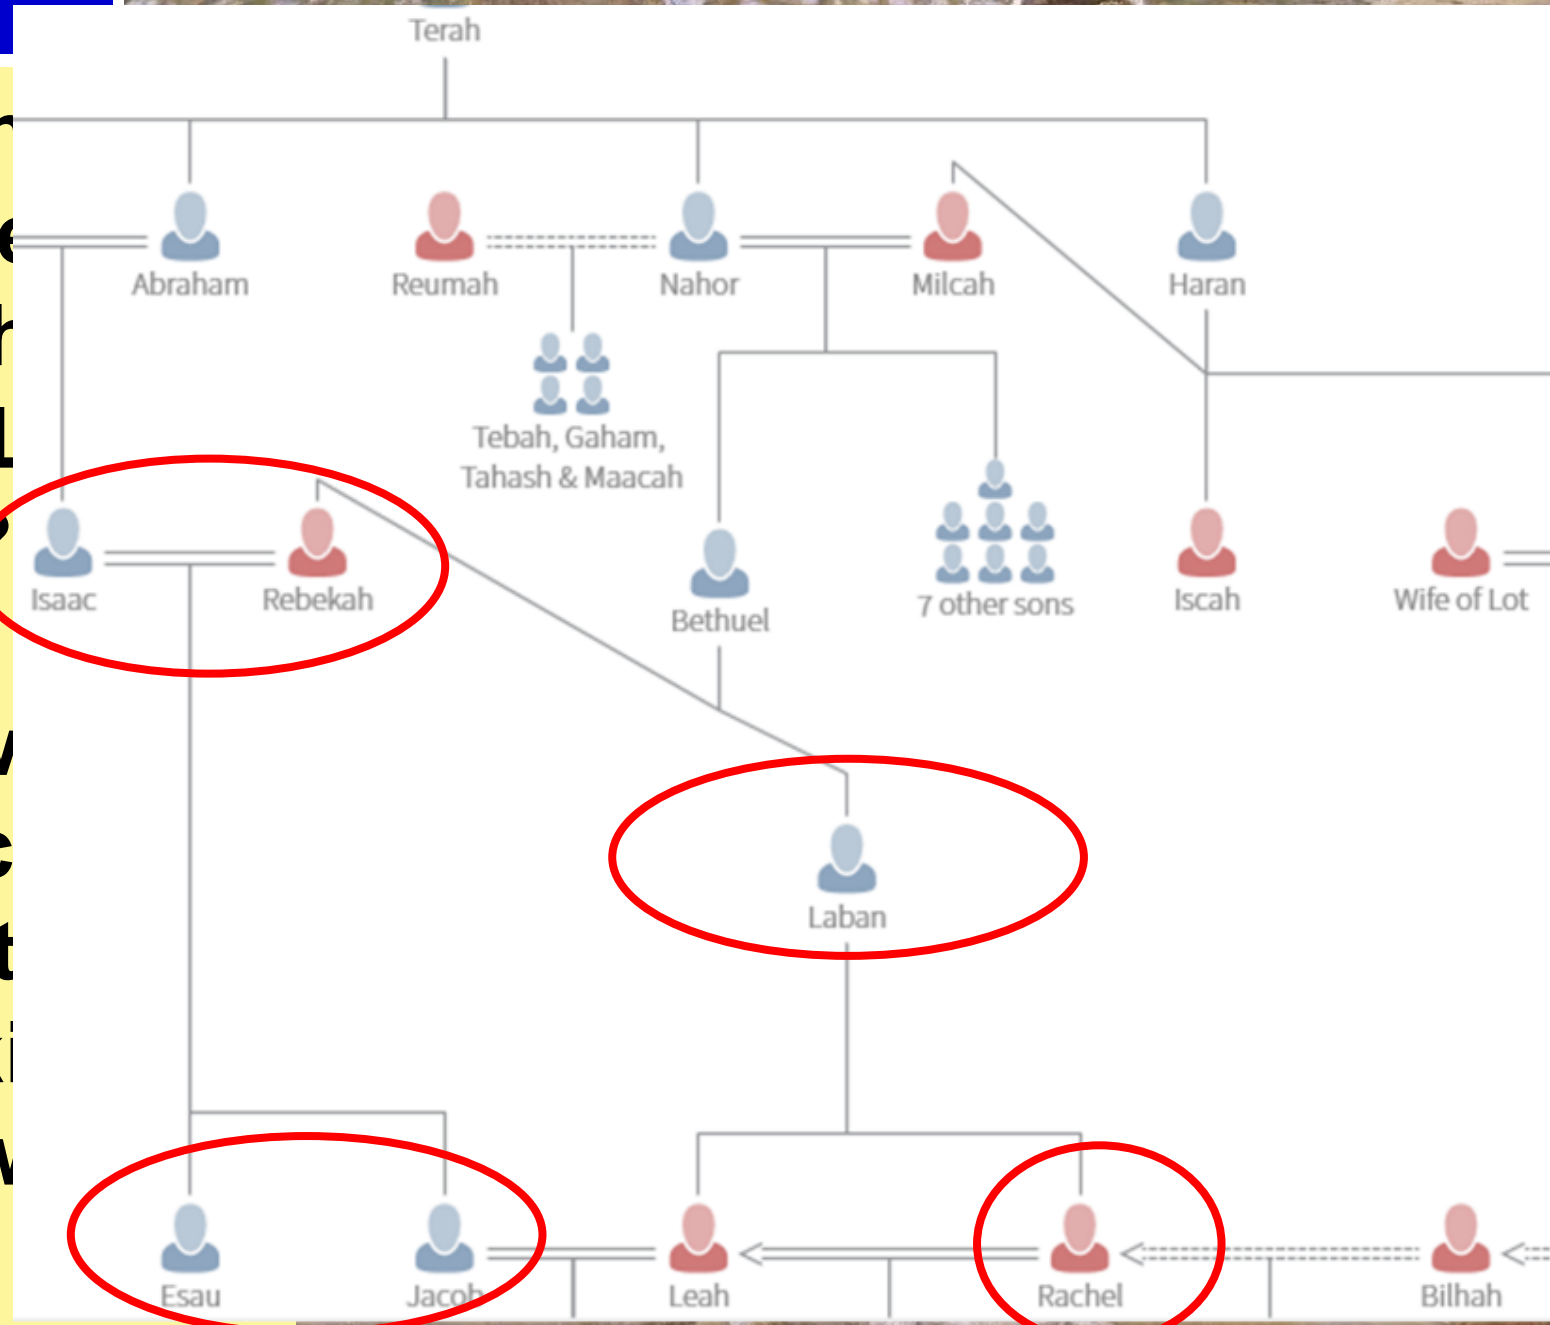 Terah
Abraham
Reumah
Nahor
Milcah
Haran
Tebah, Gaham,
Tahash & Maacah
Isaac
Rebekah
Bethuel
7 other sons
Iscah
Wife of Lot
Laban
Esau
Jacob
Leah
Rachel
Bilhah